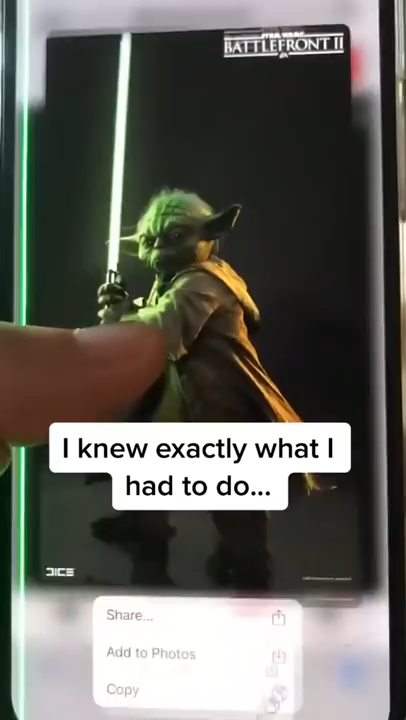 STAR WARS
BATTLEFRONT II
EA
I knew exactly what I
had to do...
DICE
Share...
Add to Photos
Copy